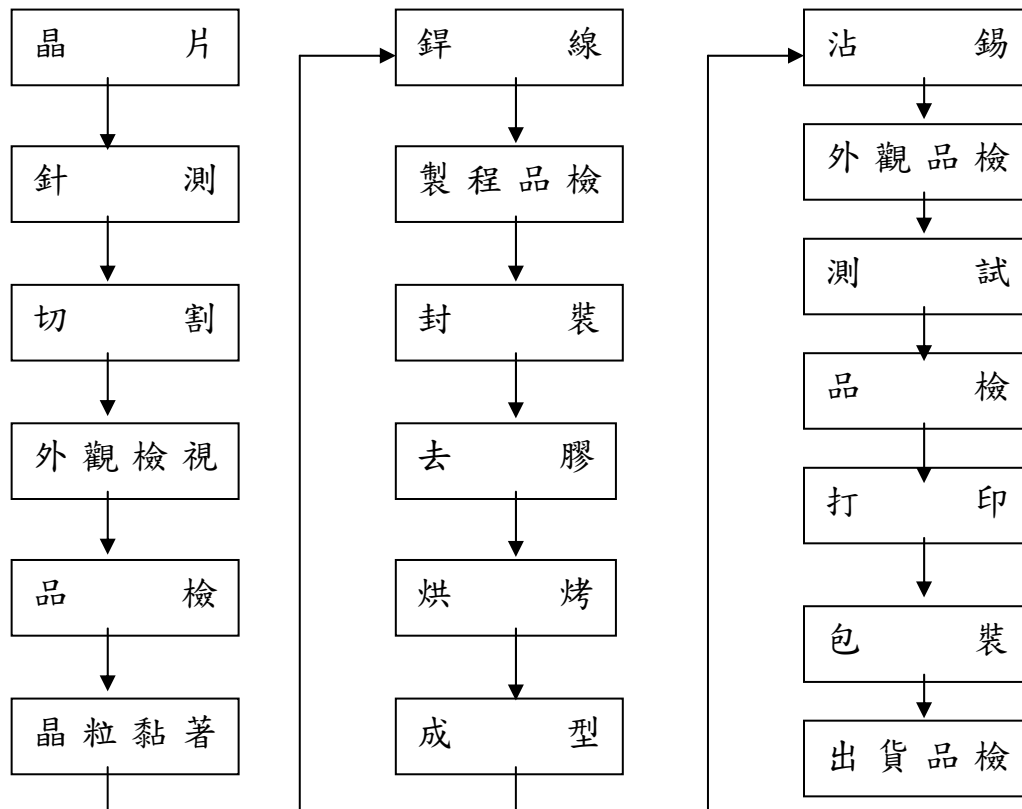 晶片
針測
切割
外觀檢視
品檢
晶粒黏著
銲線
製程品檢
封裝
去膠
烘烤
成型
沾錫
外觀品檢
測試
品檢
打印
包裝
出貨品檢